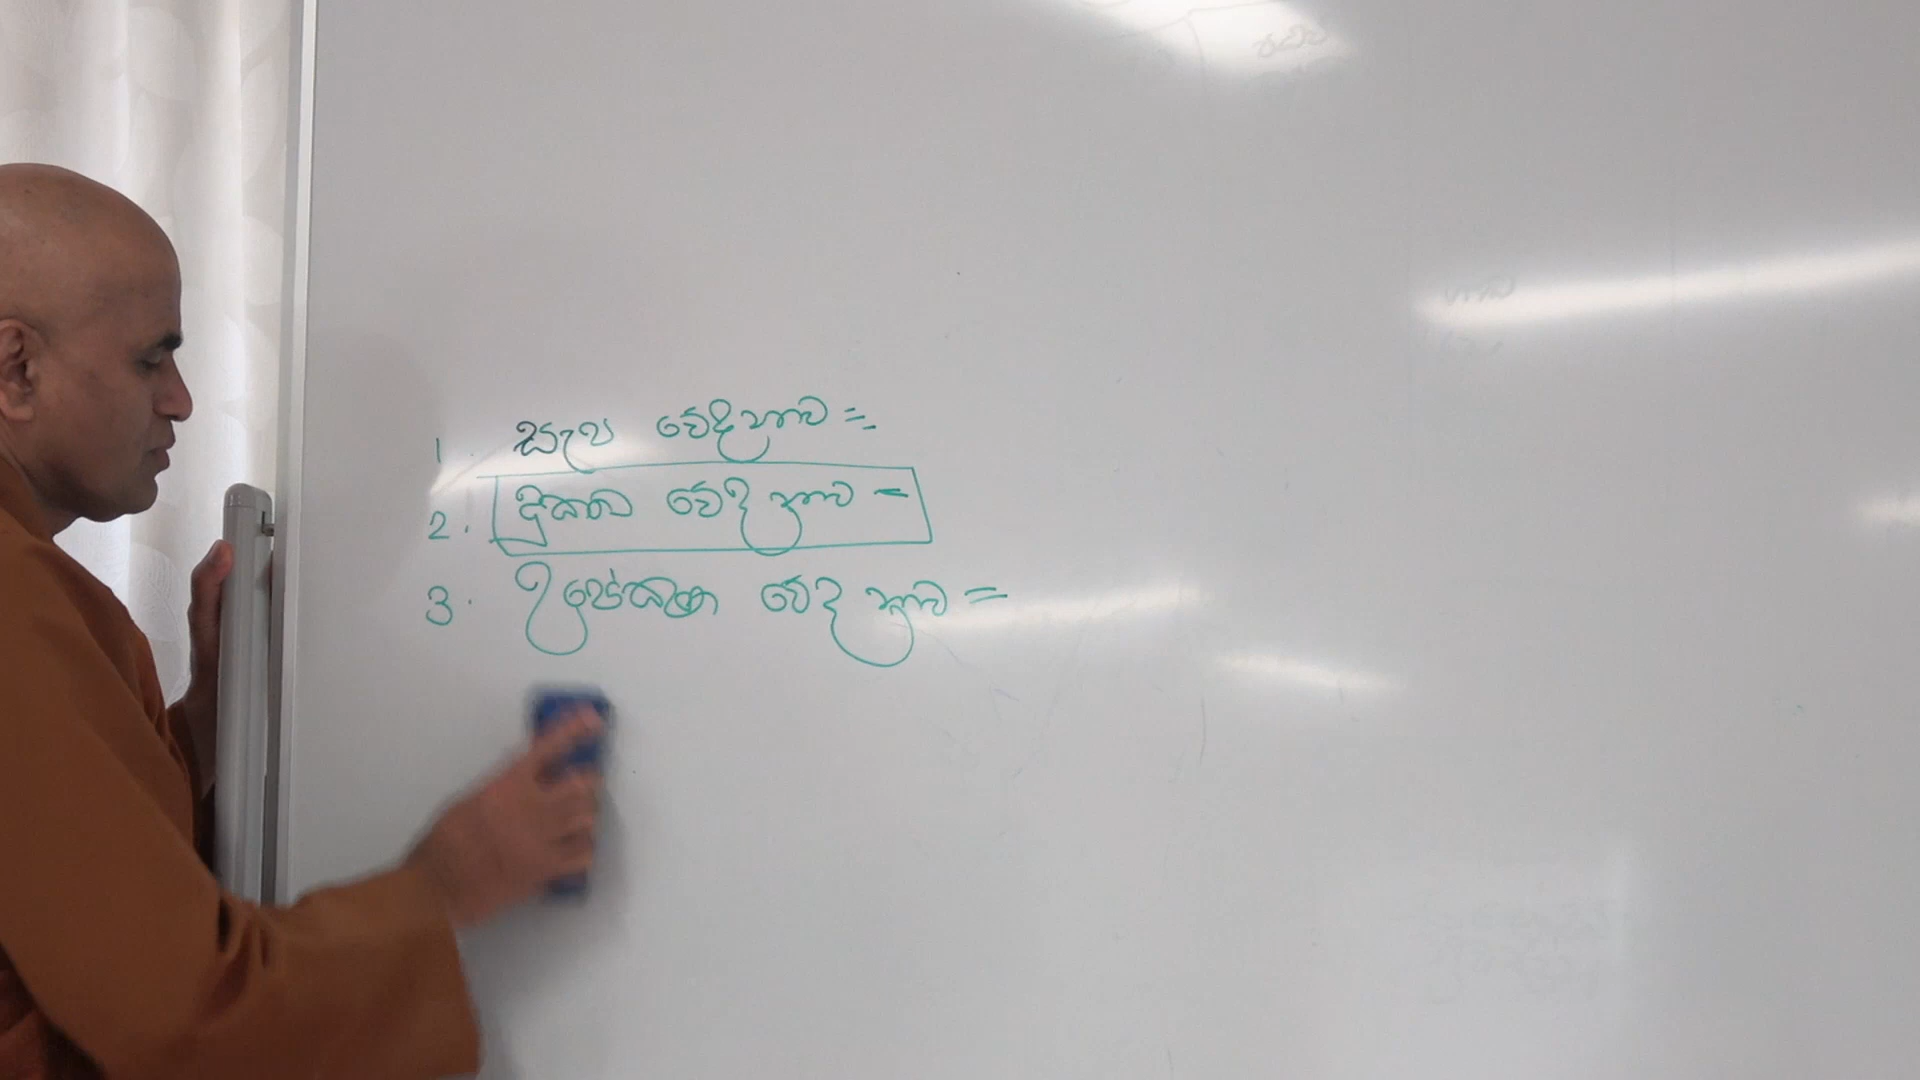 1. සැප වේදනාව =
2. දුක්ඛ වේදනාව =
3. උපේක්ෂා වේදනාව =